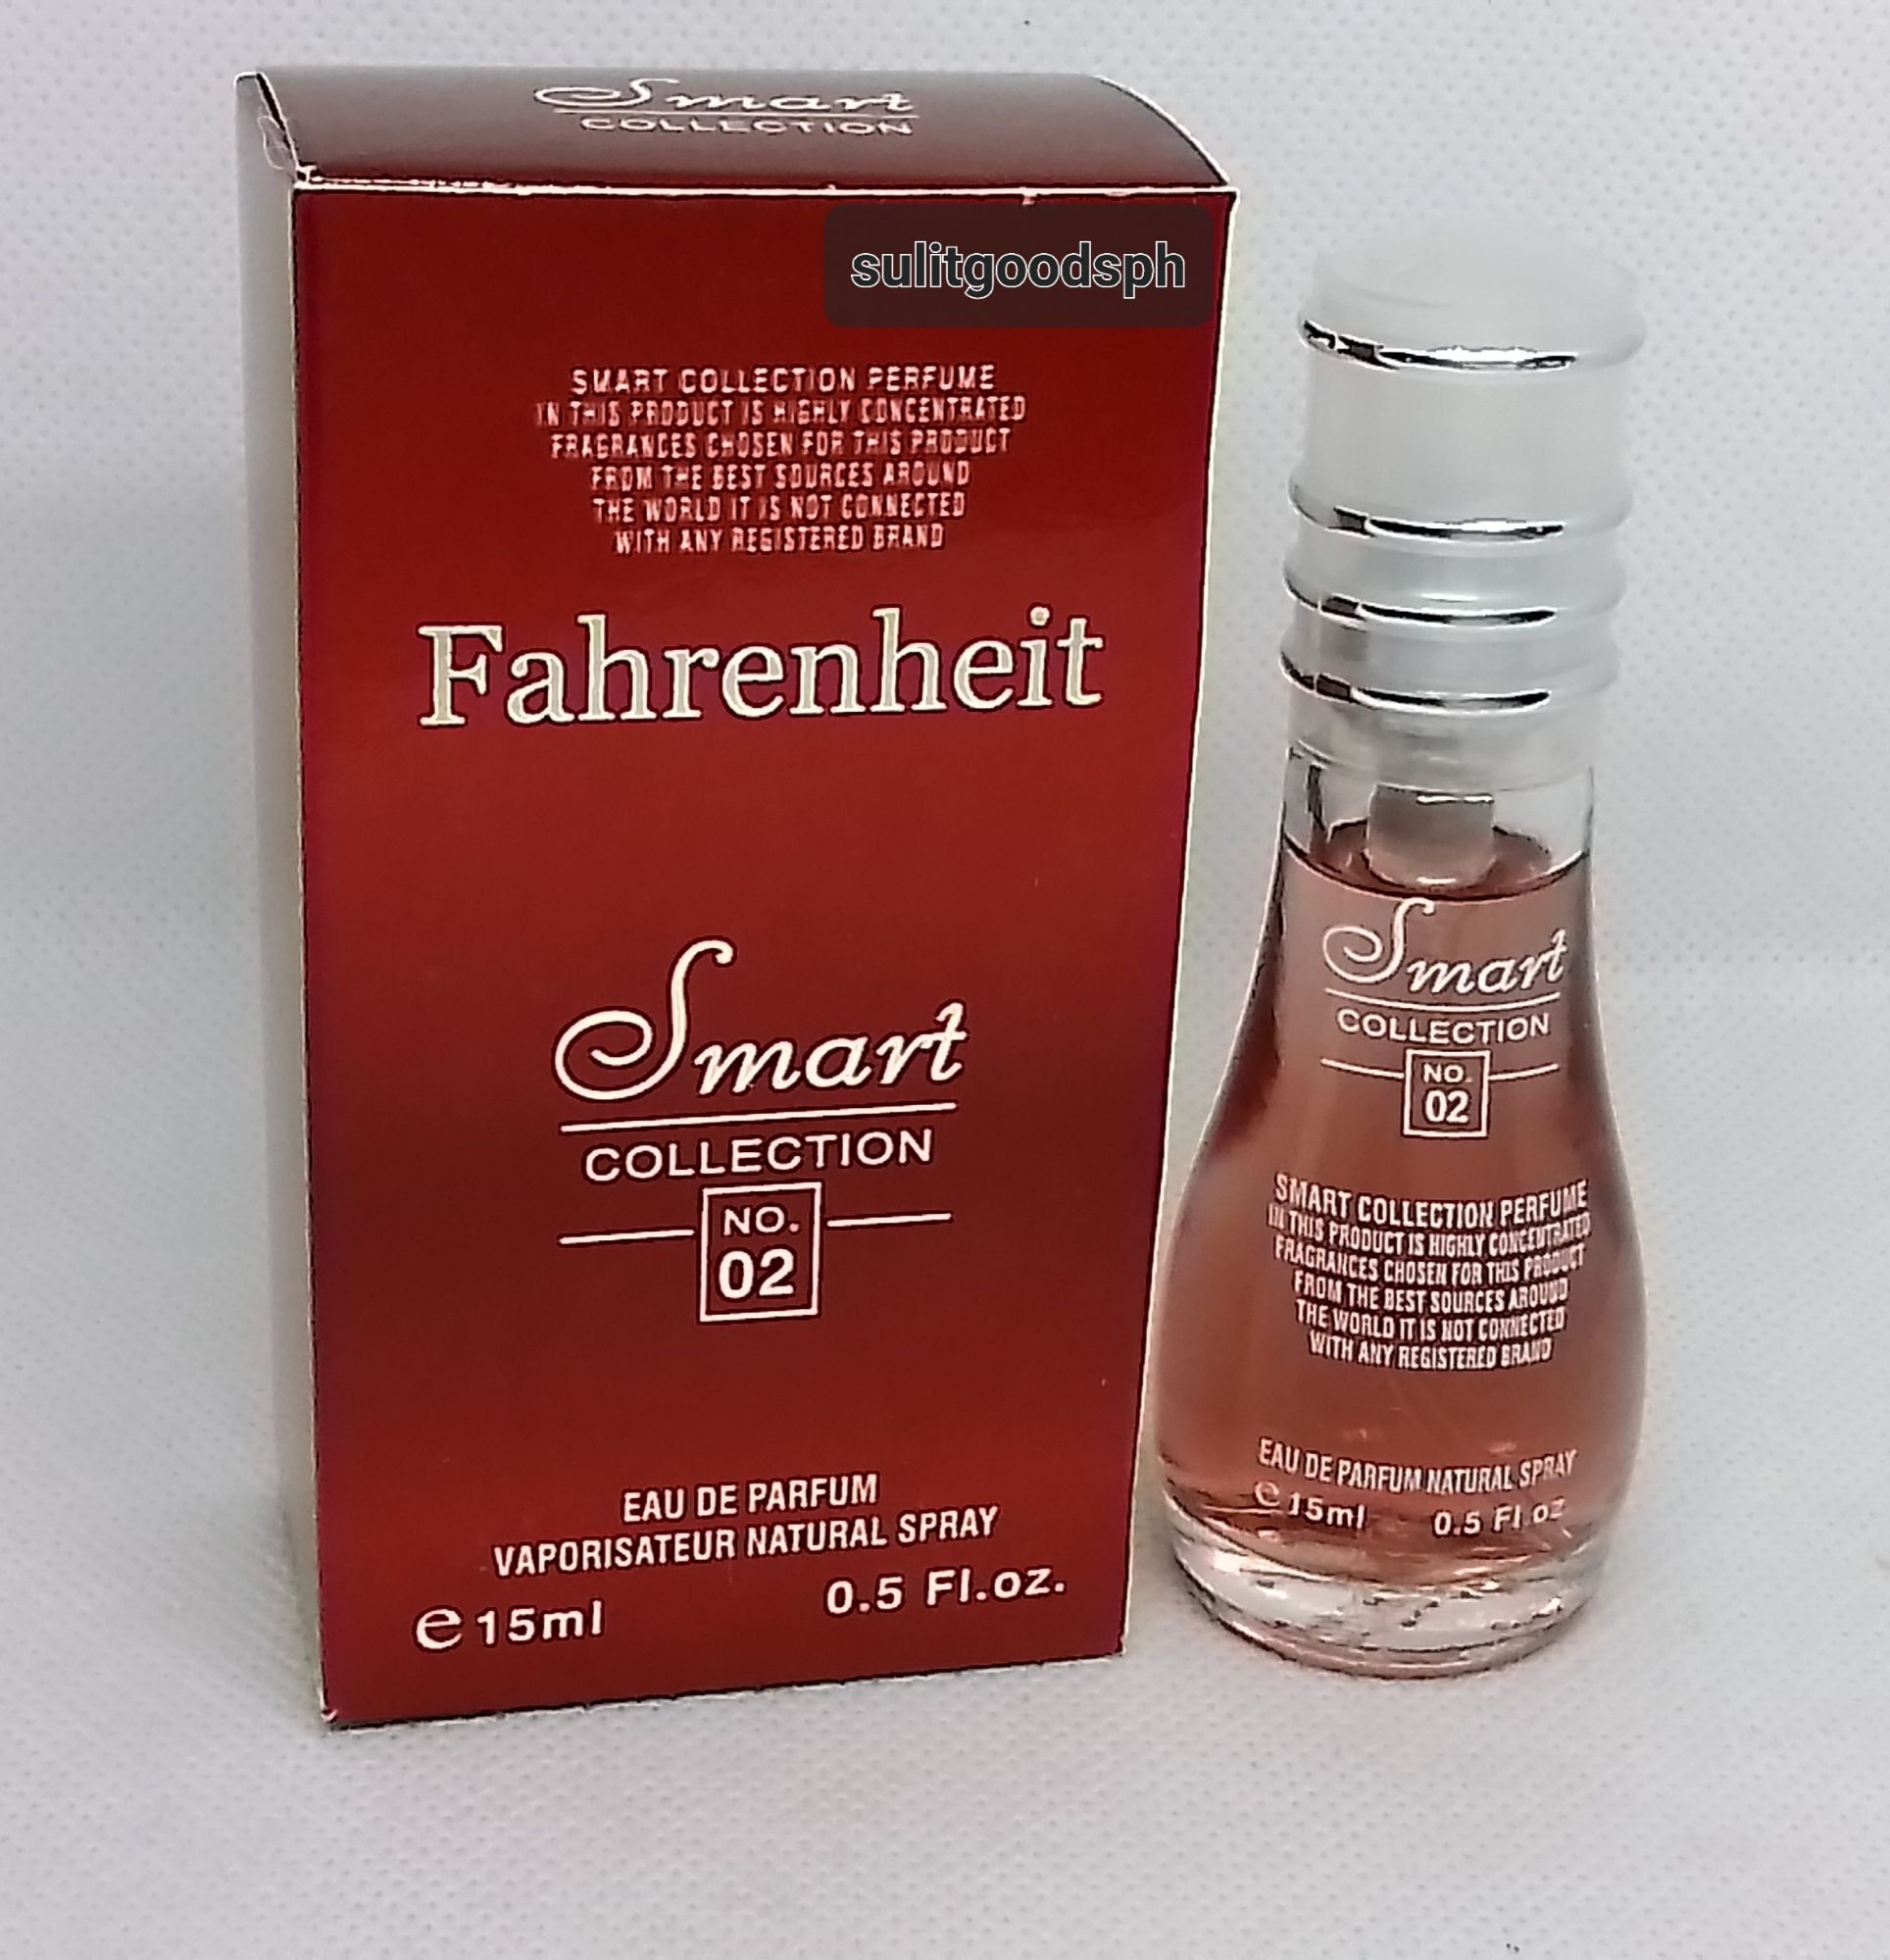 Smart
COLLECTION
sulitgoodsph
SMART COLLECTION PERFUME
IN THIS PRODUCT IS HIGHLY CONCENTRATED
FRAGRANCES CHOSEN FOR THIS PRODUCT
FROM THE BEST SOURCES AROUND
THE WORLD IT IS NOT CONNECTED
WITH ANY REGISTERED BRAND
Fahrenheit
Smart
COLLECTION
NO.
02
EAU DE PARFUM
VAPORISATEUR NATURAL SPRAY
e 15ml 0.5 Fl.oz.
Smart
COLLECTION
NO.
02
SMART COLLECTION PERFUME
IN THIS PRODUCT IS HIGHLY CONCENTRATED
FRAGRANCES CHOSEN FOR THIS PRODUCT
FROM THE BEST SOURCES AROUND
THE WORLD IT IS NOT CONNECTED
WITH ANY REGISTERED BRAND
EAU DE PARFUM NATURAL SPRAY
e 15ml 0.5 Fl oz